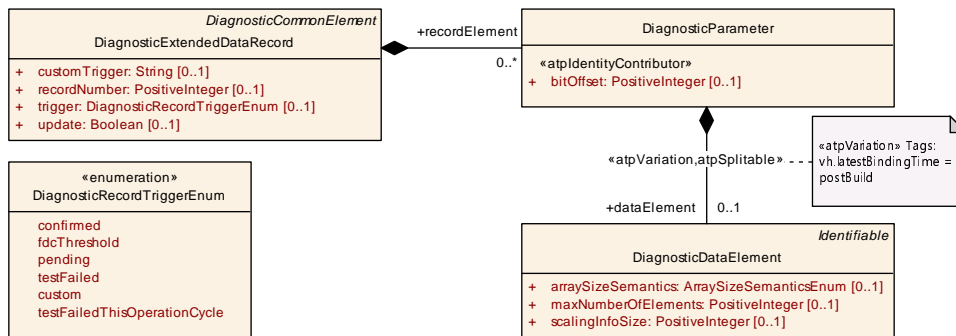 DiagnosticCommonElement
DiagnosticExtendedDataRecord
+ customTrigger: String [0..1]
+ recordNumber: PositiveInteger [0..1]
+ trigger: DiagnosticRecordTriggerEnum [0..1]
+ update: Boolean [0..1]
+recordElement
0..*
DiagnosticParameter
«atpIdentityContributor»
+ bitOffset: PositiveInteger [0..1]
«atpVariation,atpSplitable»
«atpVariation» Tags:
vh.latestBindingTime =
postBuild
«enumeration»
DiagnosticRecordTriggerEnum
confirmed
fdcThreshold
pending
testFailed
custom
testFailedThisOperationCycle
+dataElement
0..1
Identifiable
DiagnosticDataElement
+ arraySizeSemantics: ArraySizeSemanticsEnum [0..1]
+ maxNumberOfElements: PositiveInteger [0..1]
+ scalingInfoSize: PositiveInteger [0..1]